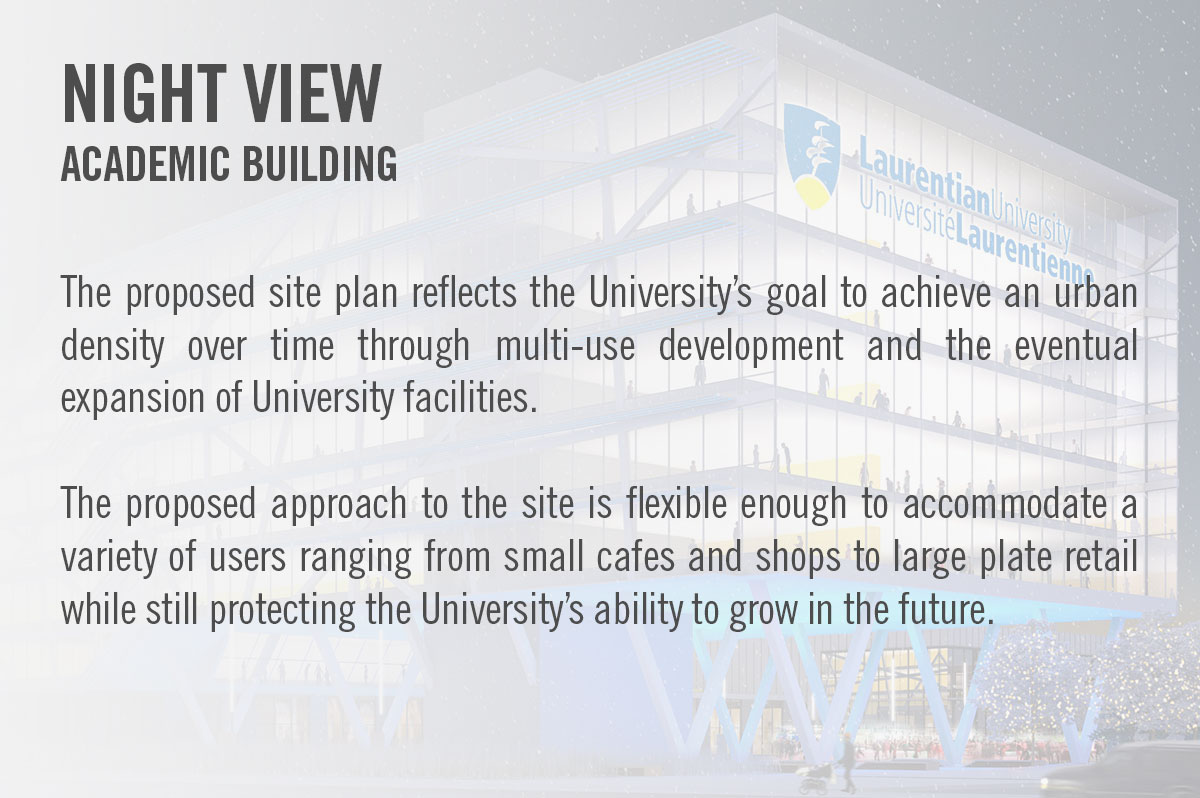 NIGHT VIEW
ACADEMIC BUILDING
LaurentianUniversity
UniversitéLaurentienne
The proposed site plan reflects the University’s goal to achieve an urban
density over time through multi-use development and the eventual
expansion of University facilities.
The proposed approach to the site is flexible enough to accommodate a
variety of users ranging from small cafes and shops to large plate retail
while still protecting the University’s ability to grow in the future.